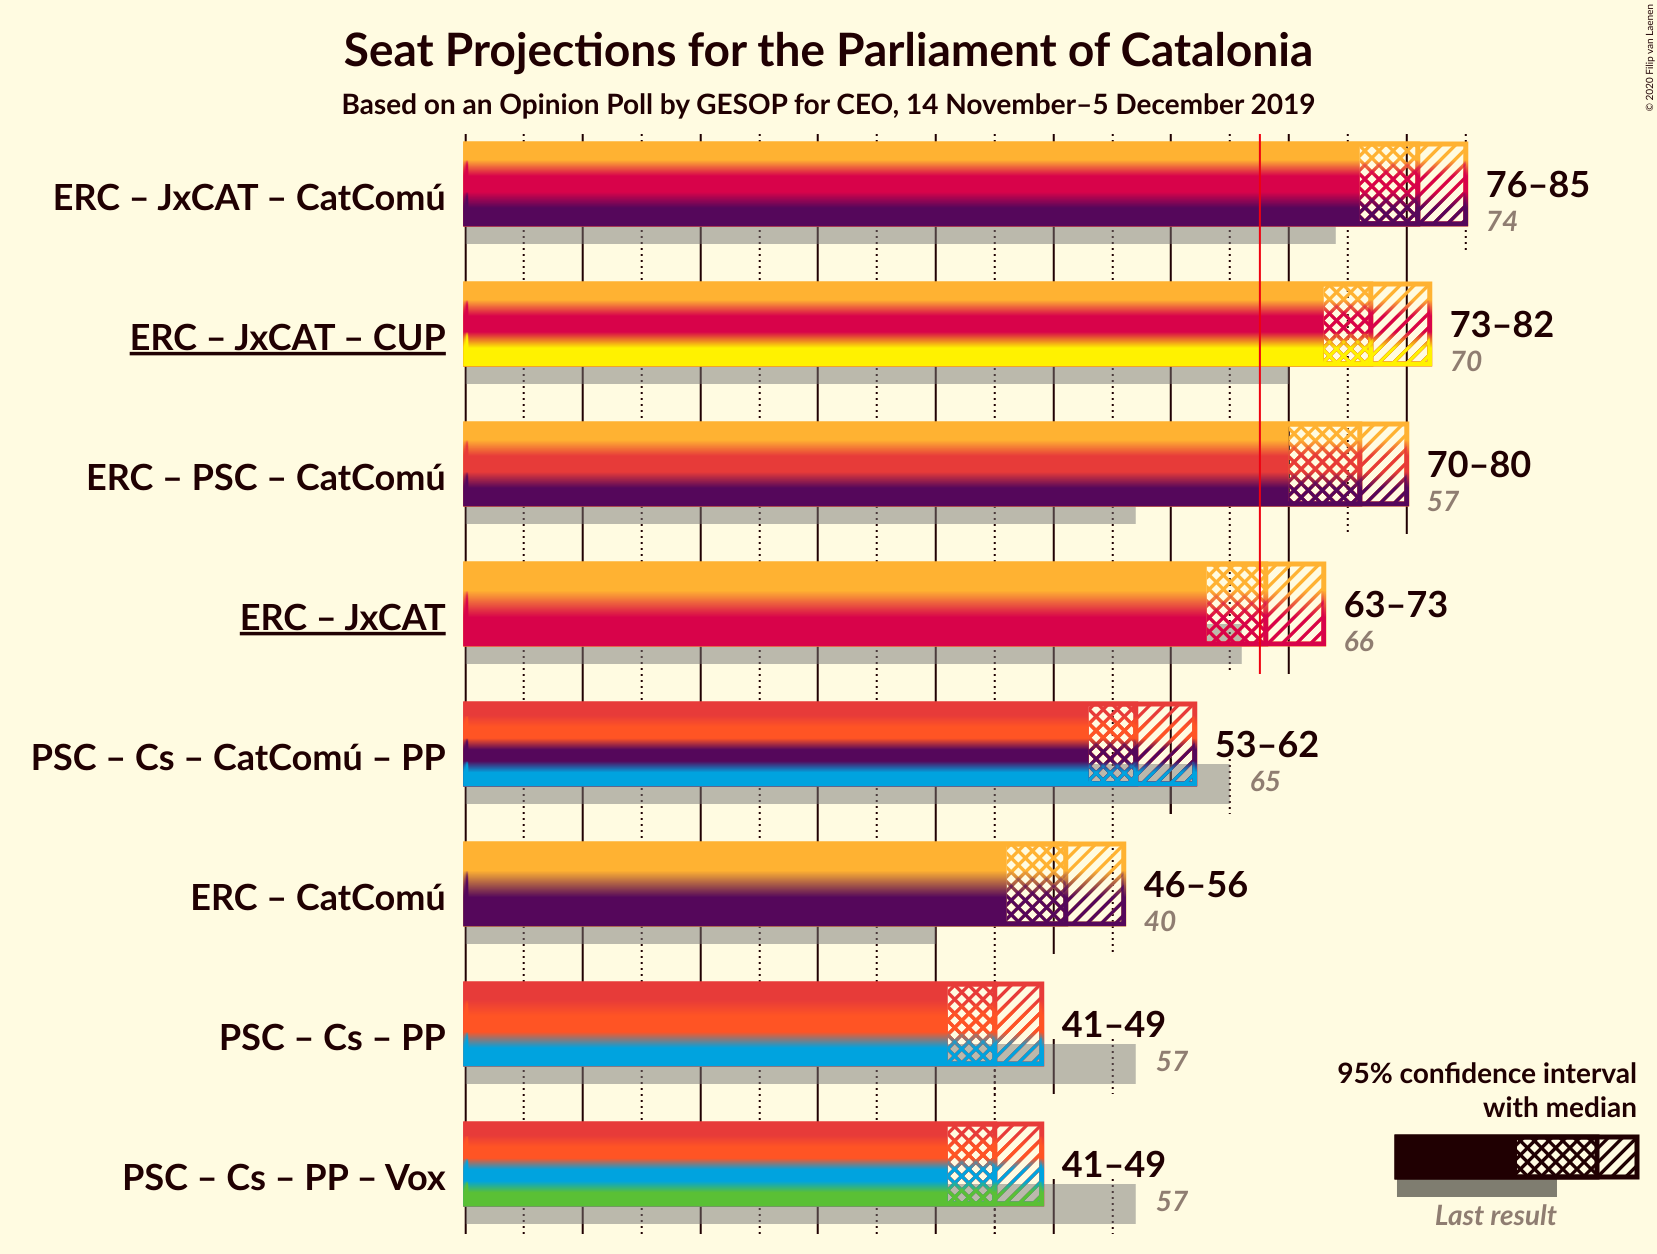 Seat Projections for the Parliament of Catalonia
Based on an Opinion Poll by GESOP for CEO, 14 November–5 December 2019
© 2020 Filip van Laenen
ERC – JxCAT – CatComú
76–85
74
ERC – JxCAT – CUP
73–82
70
ERC – PSC – CatComú
70–80
57
ERC – JxCAT
63–73
66
PSC – Cs – CatComú – PP
53–62
65
ERC – CatComú
46–56
40
PSC – Cs – PP
41–49
57
PSC – Cs – PP – Vox
41–49
57
95% confidence interval
with median
Last result